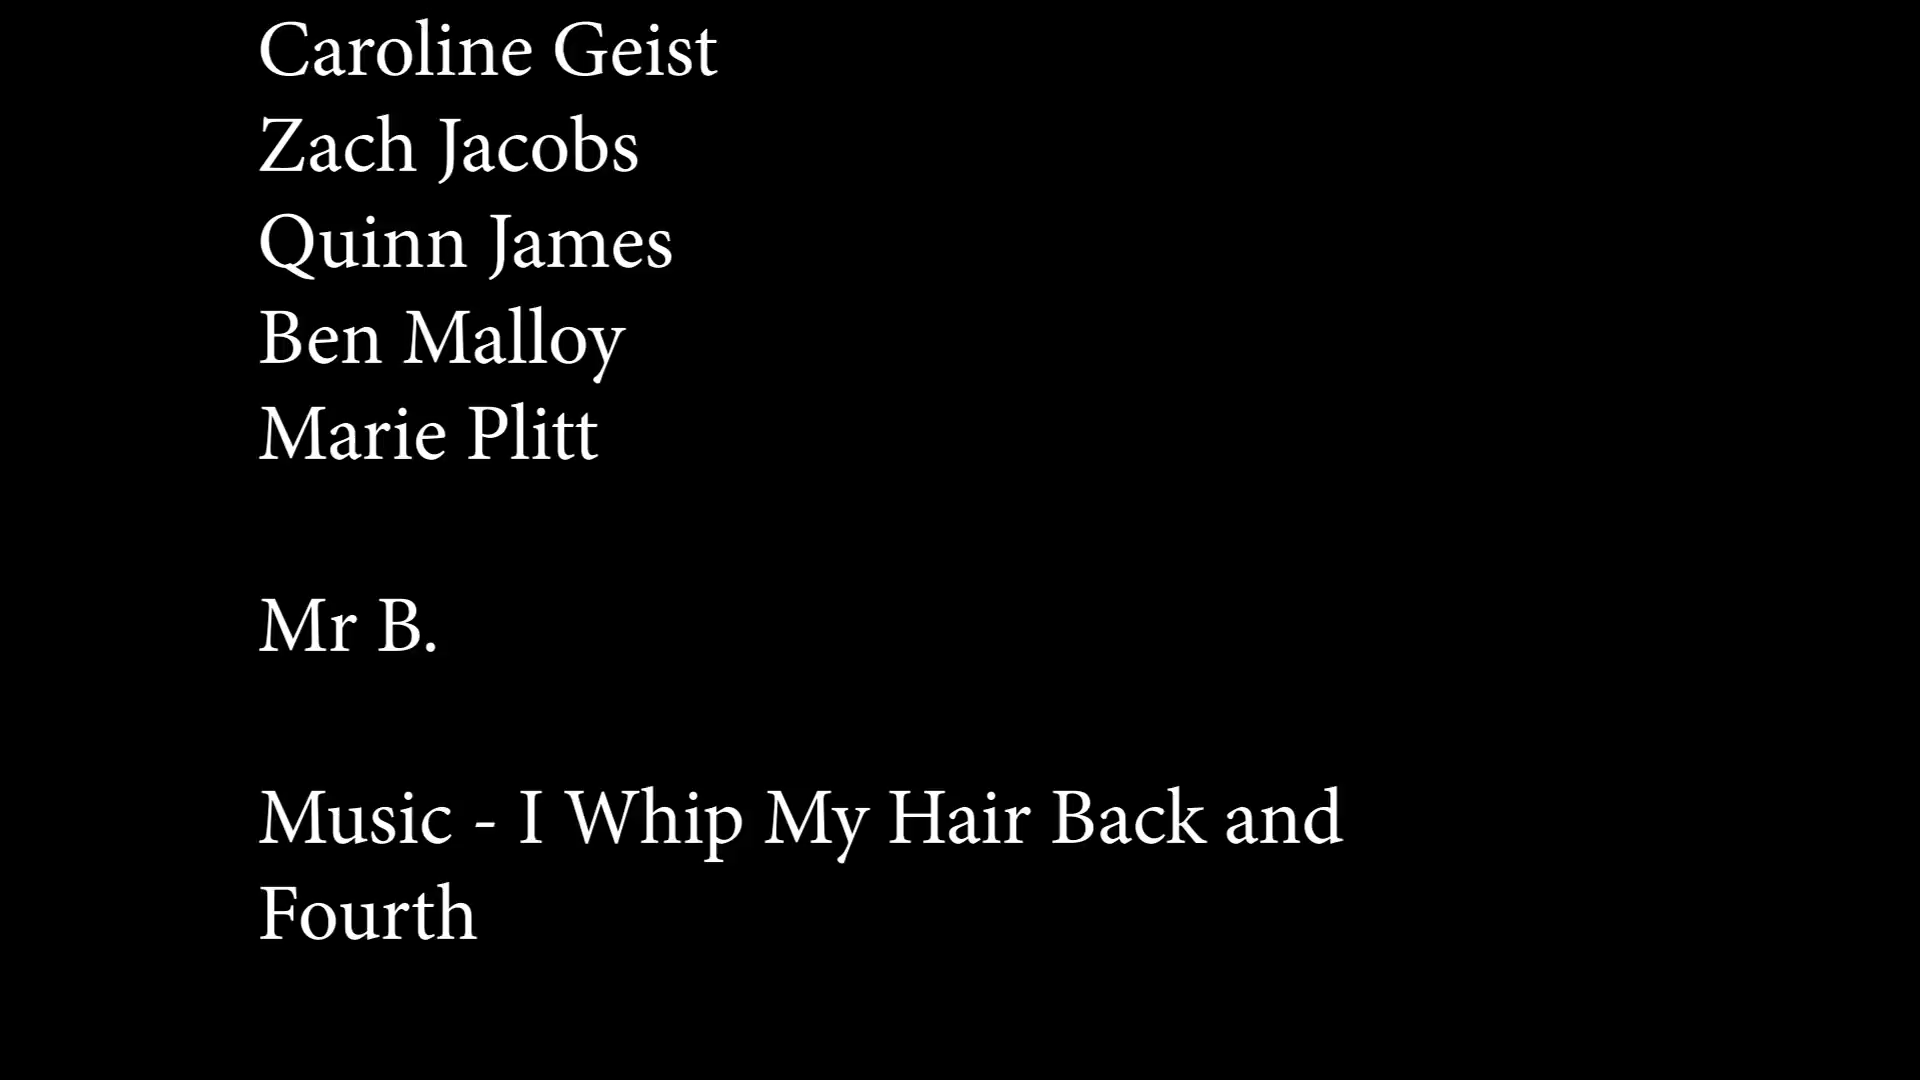 Caroline Geist
Zach Jacobs
Quinn James
Ben Malloy
Marie Plitt
Mr B.
Music - I Whip My Hair Back and
Fourth